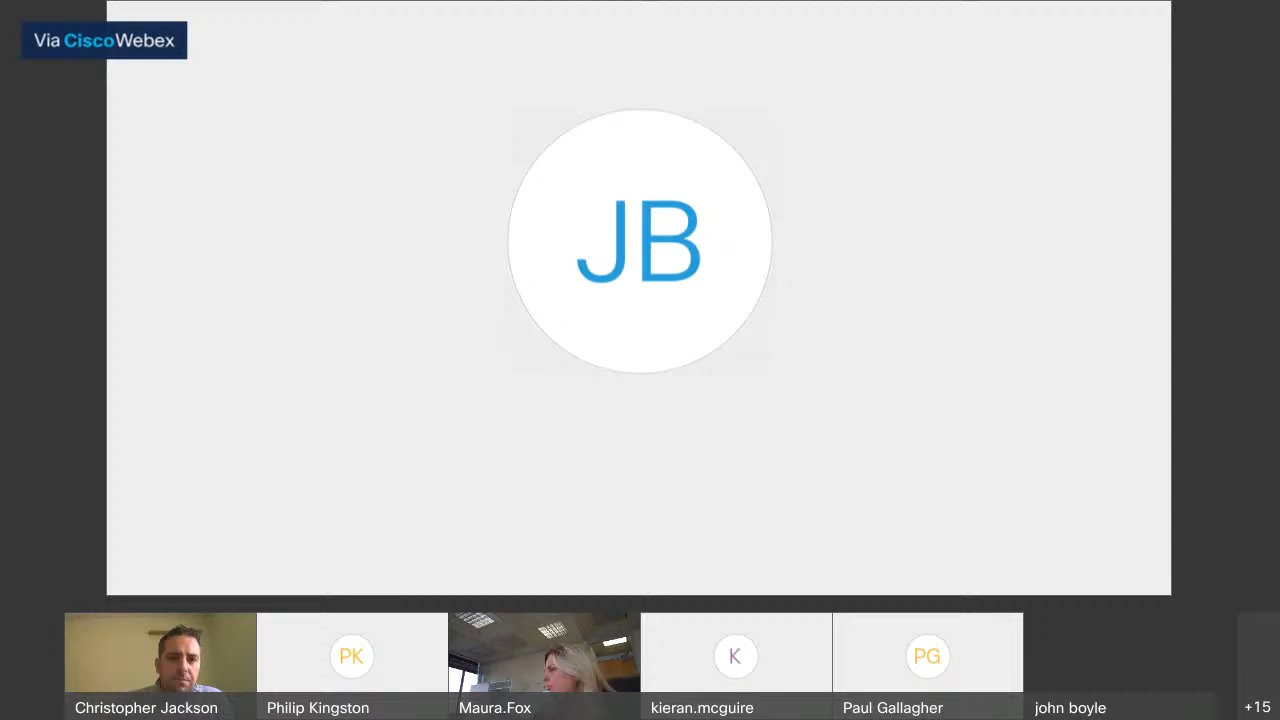 Via CiscoWebex
JB
PK
K
PG
Christopher Jackson
Philip Kingston
Maura.Fox
kieran.mcguire
Paul Gallagher
john boyle
+15